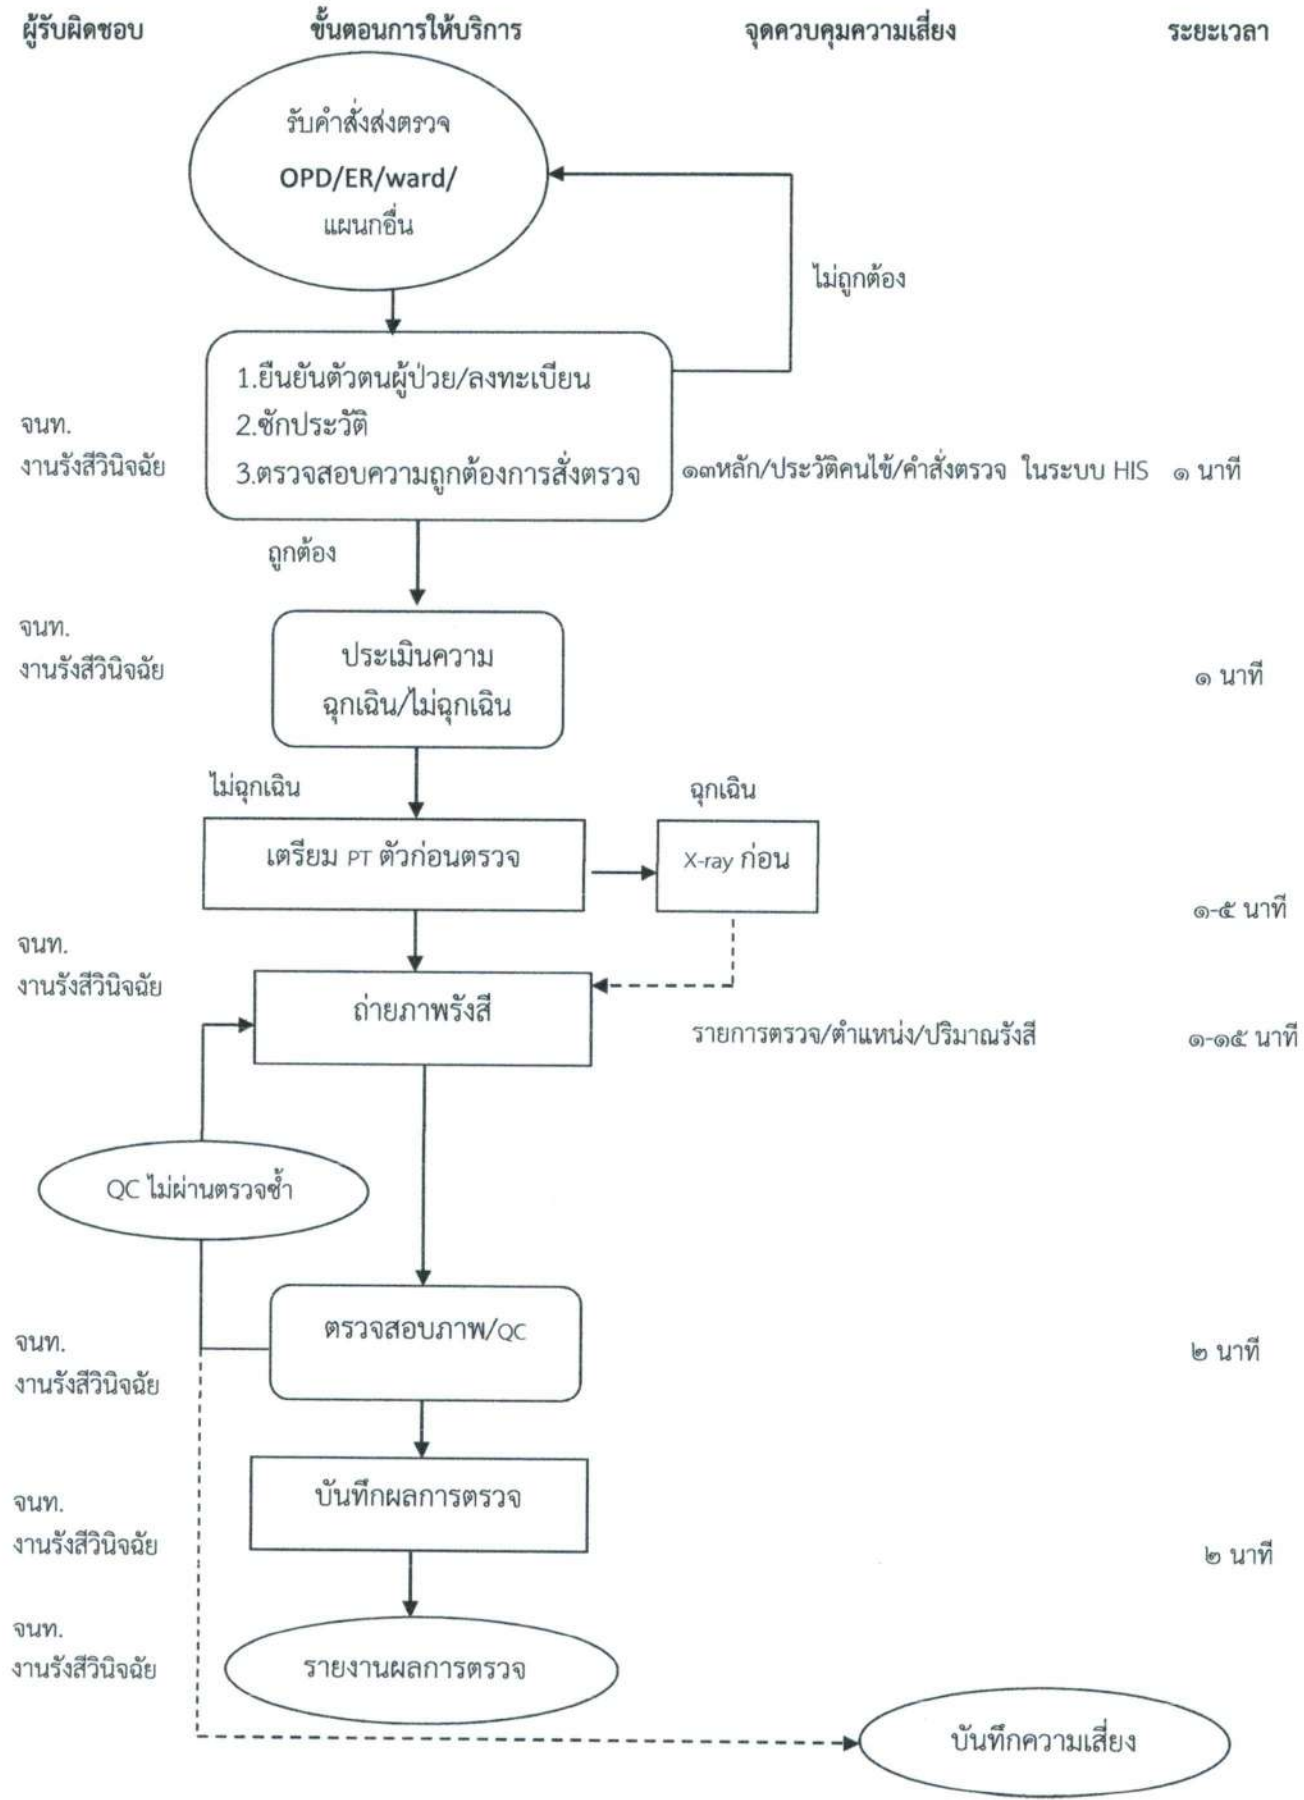 ผู้รับผิดชอบ ขั้นตอนการให้บริการ จุดควบคุมความเสี่ยง ระยะเวลา
รับคำสั่งส่งตรวจ
OPD/ER/ward/
แผนกอื่น
ไม่ถูกต้อง
1.ยืนยันตัวตนผู้ป่วย/ลงทะเบียน
2.ซักประวัติ
3.ตรวจสอบความถูกต้องการสั่งตรวจ
จนท.
งานรังสีวินิจฉัย
๑๓หลัก/ประวัติคนไข้/คำสั่งตรวจ ในระบบ HIS ๑ นาที
ถูกต้อง
จนท.
งานรังสีวินิจฉัย
ประเมินความ
ฉุกเฉิน/ไม่ฉุกเฉิน
๑ นาที
ไม่ฉุกเฉิน
ฉุกเฉิน
เตรียม PT ตัวก่อนตรวจ
X-ray ก่อน
๑-๕ นาที
จนท.
งานรังสีวินิจฉัย
ถ่ายภาพรังสี
รายการตรวจ/ตำแหน่ง/ปริมาณรังสี ๑-๑๕ นาที
QC ไม่ผ่านตรวจซ้ำ
จนท.
งานรังสีวินิจฉัย
ตรวจสอบภาพ/QC
๒ นาที
จนท.
งานรังสีวินิจฉัย
บันทึกผลการตรวจ
๒ นาที
จนท.
งานรังสีวินิจฉัย
รายงานผลการตรวจ
บันทึกความเสี่ยง